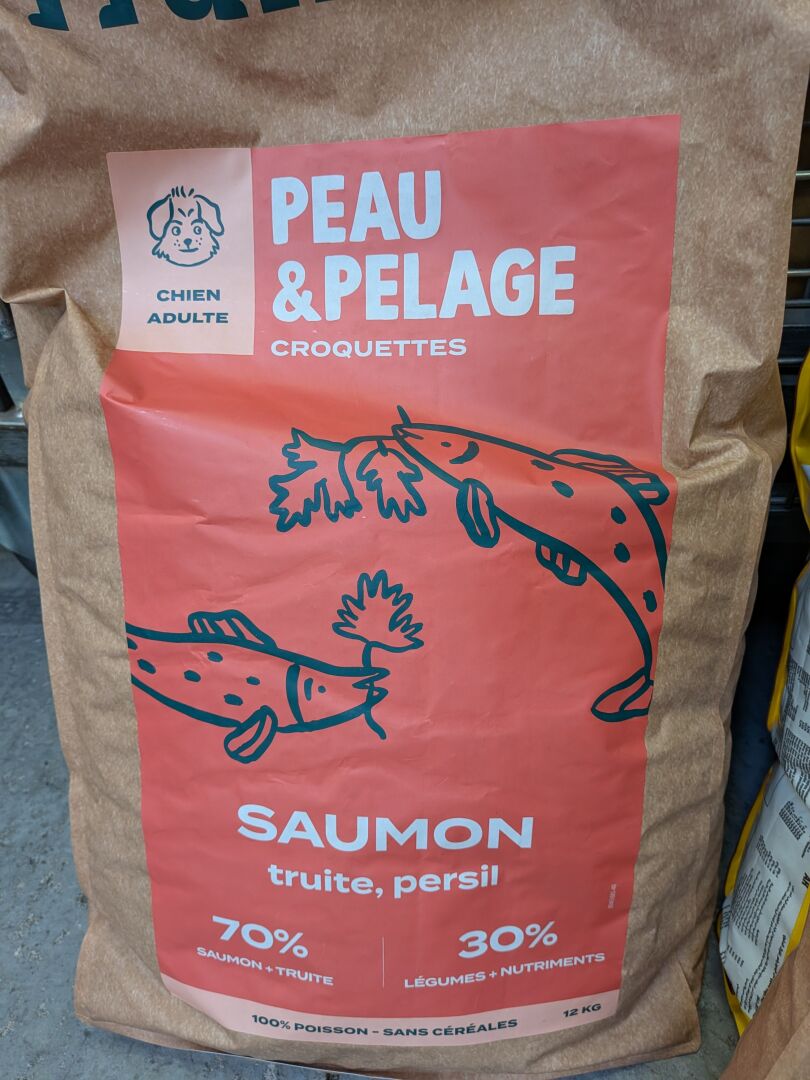 PEAU
&PELAGE
CROQUETTES
CHIEN
ADULTE
SAUMON
truite, persil
70%
SAUMON + TRUITE
30%
LÉGUMES + NUTRIMENTS
100% POISSON - SANS CÉRÉALES
12 KG